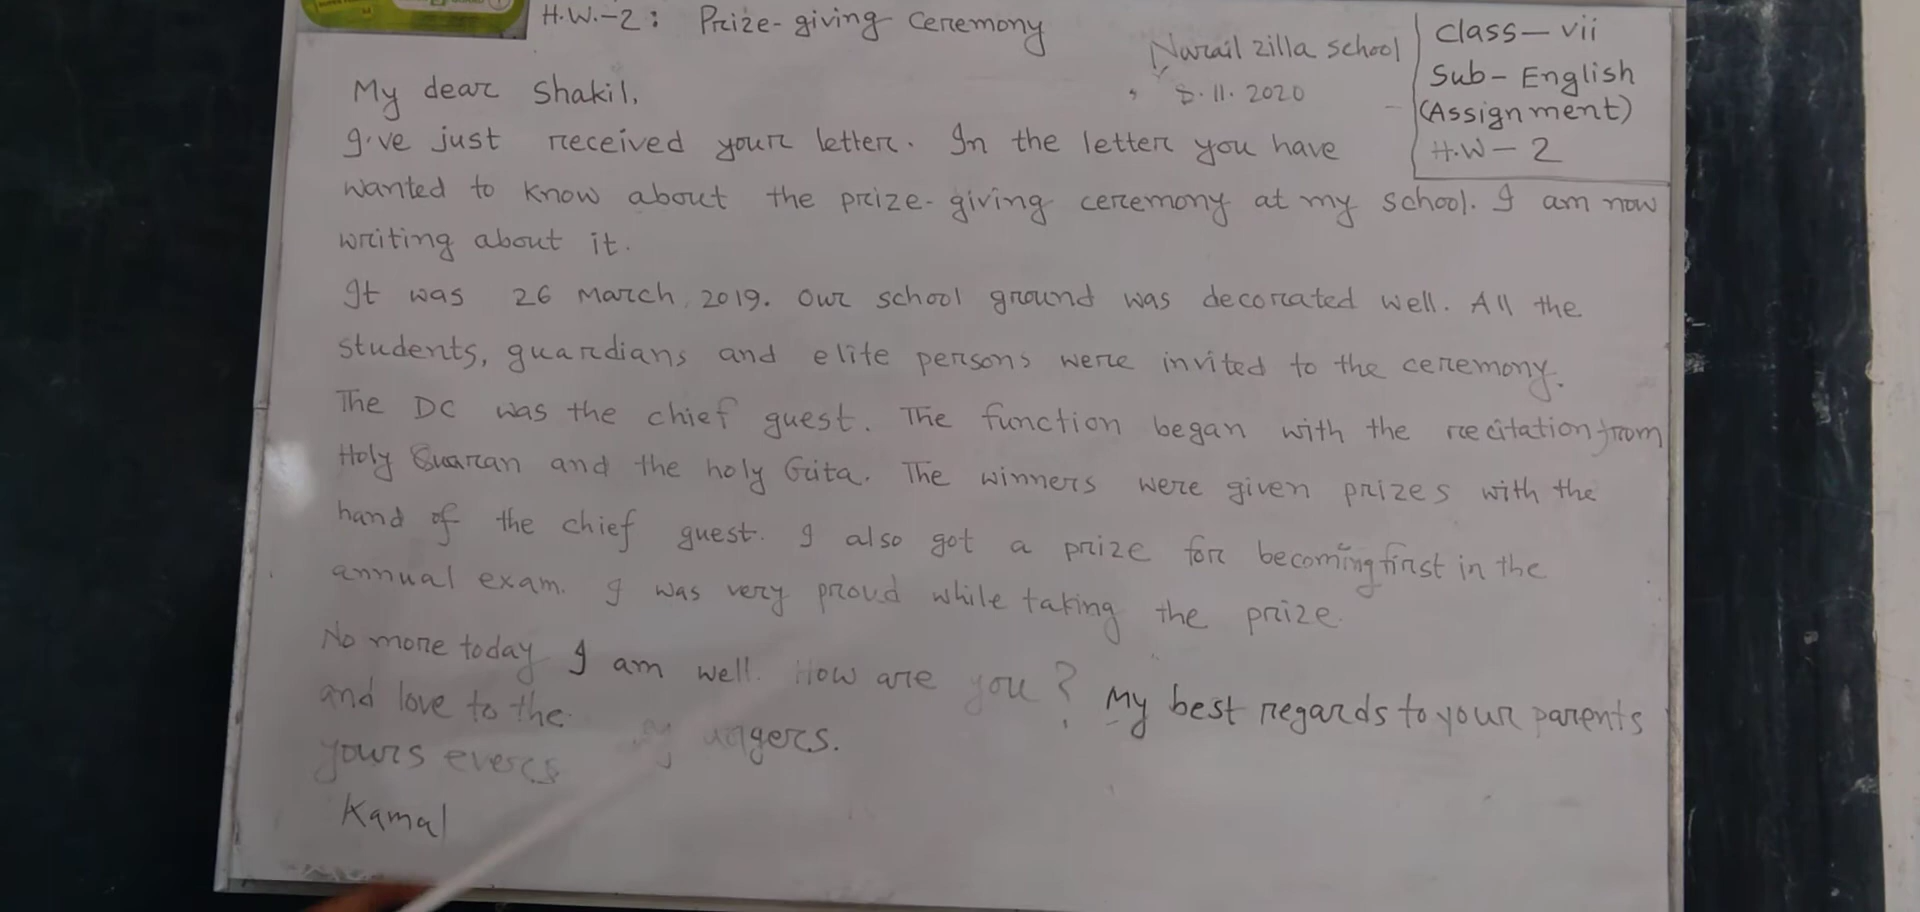 H.W.-2: Prize-giving ceremony
Narail zilla school
8.11.2020
class-vii
Sub-English
(Assignment)
H.W-2
My dear Shakil,
I've just received your letter. In the letter you have
wanted to know about the prize-giving ceremony at my school. I am now
writing about it.
It was 26 March, 2019. Our school ground was decorated well. All the
students, guardians and elite persons were invited to the ceremony.
The DC was the chief guest. The function began with the recitation from
Holy Quaran and the holy Gita. The winners were given prizes with the
hand of the chief guest. I also got a prize for becoming first in the
annual exam. I was very proud while taking the prize.
No more today I am well. How are you? My best regards to your parents
and love to the
yours
Kamal